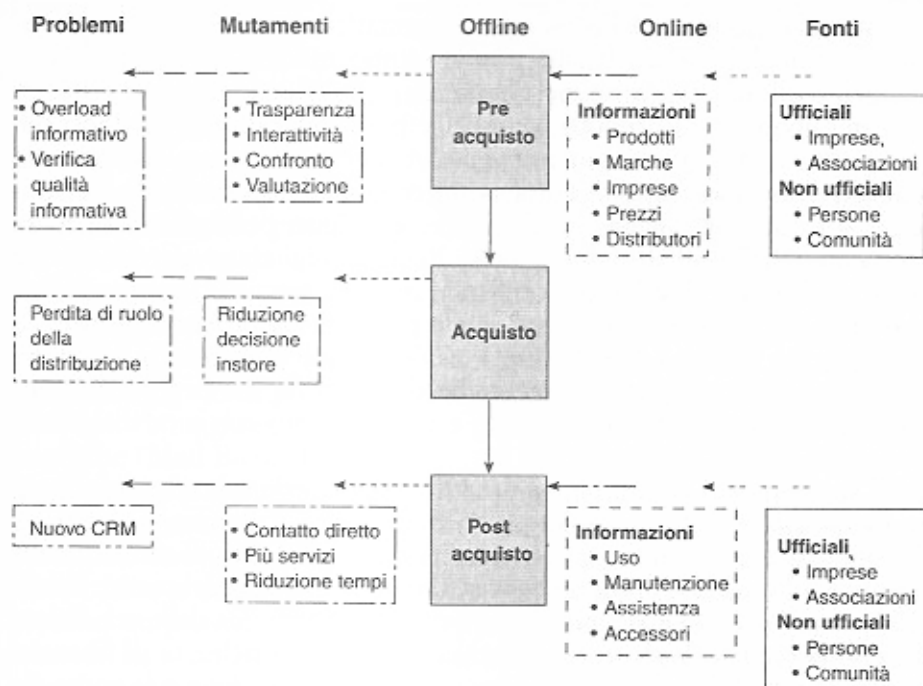 Problemi Mutamenti Offline Online Fonti
Pre
acquisto
• Overload
informativo
• Verifica
qualità
informativa
• Trasparenza
• Interattività
• Confronto
• Valutazione
Informazioni
• Prodotti
• Marche
• Imprese
• Prezzi
• Distributori
Ufficiali
• Imprese,
• Associazioni
Non ufficiali
• Persone
• Comunità
Perdita di ruolo
della
distribuzione
Riduzione
decisione
instore
Acquisto
Nuovo CRM
• Contatto diretto
• Più servizi
• Riduzione tempi
Post
acquisto
Informazioni
• Uso
• Manutenzione
• Assistenza
• Accessori
Ufficiali
• Imprese
• Associazioni
Non ufficiali
• Persone
• Comunità